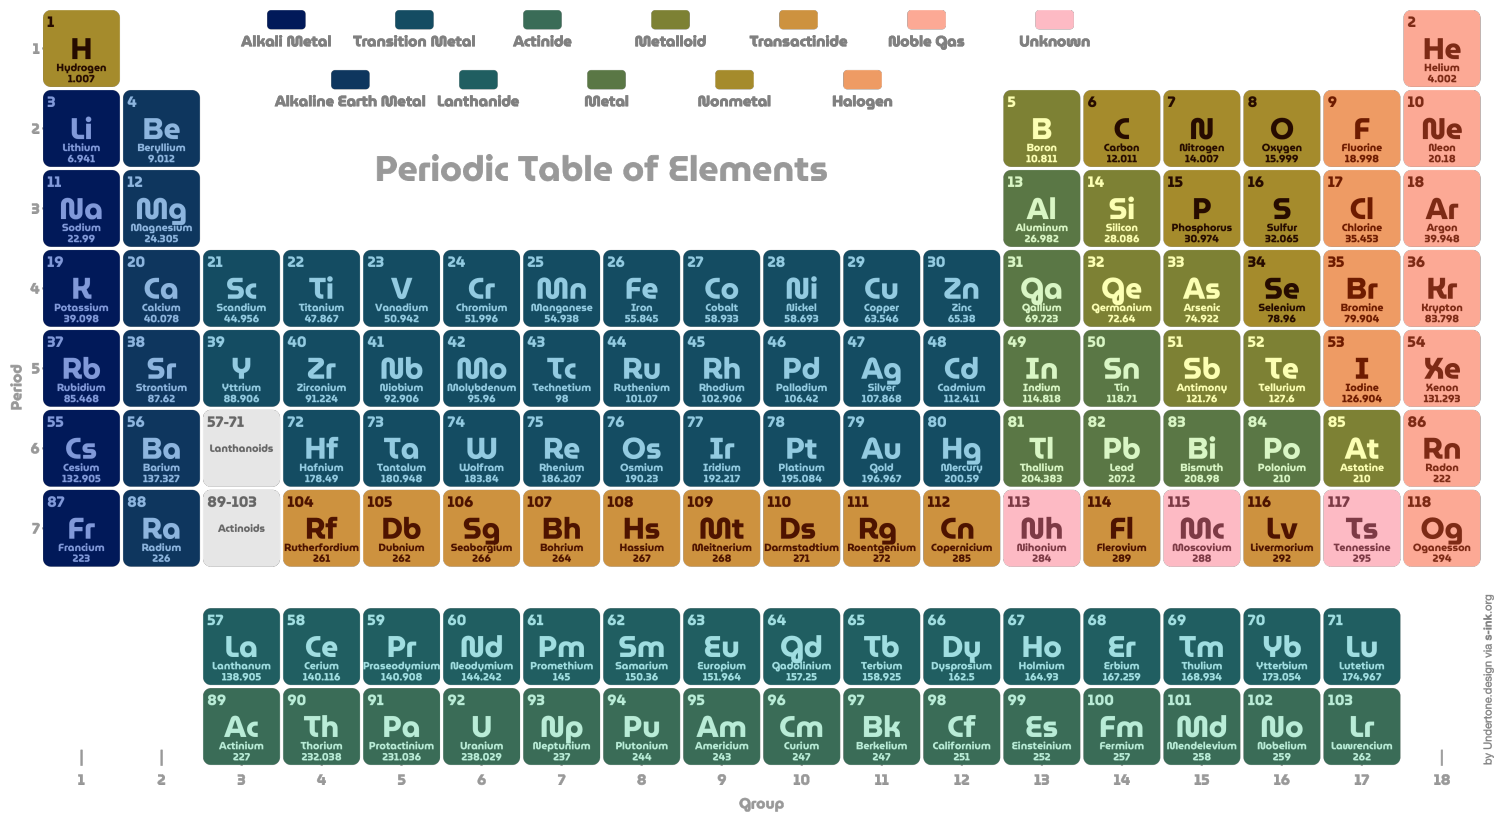 Alkali Metal Transition Metal Actinide Metalloid Transactinide Noble Gas Unknown
Alkaline Earth Metal Lanthanide Metal Nonmetal Halogen
Periodic Table of Elements
Period
1
1 H Hydrogen 1.007
2 He Helium 4.002
2
3 Li Lithium 6.941
4 Be Beryllium 9.012
5 B Boron 10.811
6 C Carbon 12.011
7 N Nitrogen 14.007
8 O Oxygen 15.999
9 F Fluorine 18.998
10 Ne Neon 20.18
3
11 Na Sodium 22.99
12 Mg Magnesium 24.305
13 Al Aluminum 26.982
14 Si Silicon 28.086
15 P Phosphorus 30.974
16 S Sulfur 32.065
17 Cl Chlorine 35.453
18 Ar Argon 39.948
4
19 K Potassium 39.098
20 Ca Calcium 40.078
21 Sc Scandium 44.956
22 Ti Titanium 47.867
23 V Vanadium 50.942
24 Cr Chromium 51.996
25 Mn Manganese 54.938
26 Fe Iron 55.845
27 Co Cobalt 58.933
28 Ni Nickel 58.693
29 Cu Copper 63.546
30 Zn Zinc 65.38
31 Ga Gallium 69.723
32 Ge Germanium 72.64
33 As Arsenic 74.922
34 Se Selenium 78.96
35 Br Bromine 79.904
36 Kr Krypton 83.798
5
37 Rb Rubidium 85.468
38 Sr Strontium 87.62
39 Y Yttrium 88.906
40 Zr Zirconium 91.224
41 Nb Niobium 92.906
42 Mo Molybdenum 95.96
43 Tc Technetium 98
44 Ru Ruthenium 101.07
45 Rh Rhodium 102.906
46 Pd Palladium 106.42
47 Ag Silver 107.868
48 Cd Cadmium 112.411
49 In Indium 114.818
50 Sn Tin 118.71
51 Sb Antimony 121.76
52 Te Tellurium 127.6
53 I Iodine 126.904
54 Xe Xenon 131.293
6
55 Cs Cesium 132.905
56 Ba Barium 137.327
57-71 Lanthanoids
72 Hf Hafnium 178.49
73 Ta Tantalum 180.948
74 W Wolfram 183.84
75 Re Rhenium 186.207
76 Os Osmium 190.23
77 Ir Iridium 192.217
78 Pt Platinum 195.084
79 Au Gold 196.967
80 Hg Mercury 200.59
81 Tl Thallium 204.383
82 Pb Lead 207.2
83 Bi Bismuth 208.98
84 Po Polonium 210
85 At Astatine 210
86 Rn Radon 222
7
87 Fr Francium 223
88 Ra Radium 226
89-103 Actinoids
104 Rf Rutherfordium 261
105 Db Dubnium 262
106 Sg Seaborgium 266
107 Bh Bohrium 264
108 Hs Hassium 267
109 Mt Meitnerium 268
110 Ds Darmstadtium 271
111 Rg Roentgenium 272
112 Cn Copernicium 285
113 Nh Nihonium 284
114 Fl Flerovium 289
115 Mc Moscovium 288
116 Lv Livermorium 292
117 Ts Tennessine 295
118 Og Oganesson 294
57 La Lanthanum 138.905
58 Ce Cerium 140.116
59 Pr Praseodymium 140.908
60 Nd Neodymium 144.242
61 Pm Promethium 145
62 Sm Samarium 150.36
63 Eu Europium 151.964
64 Gd Gadolinium 157.25
65 Tb Terbium 158.925
66 Dy Dysprosium 162.5
67 Ho Holmium 164.93
68 Er Erbium 167.259
69 Tm Thulium 168.934
70 Yb Ytterbium 173.054
71 Lu Lutetium 174.967
89 Ac Actinium 227
90 Th Thorium 232.038
91 Pa Protactinium 231.036
92 U Uranium 238.029
93 Np Neptunium 237
94 Pu Plutonium 244
95 Am Americium 243
96 Cm Curium 247
97 Bk Berkelium 247
98 Cf Californium 251
99 Es Einsteinium 252
100 Fm Fermium 257
101 Md Mendelevium 258
102 No Nobelium 259
103 Lr Lawrencium 262
1 2 3 4 5 6 7 8 9 10 11 12 13 14 15 16 17 18
Group
by Undertone.design via s-ink.org